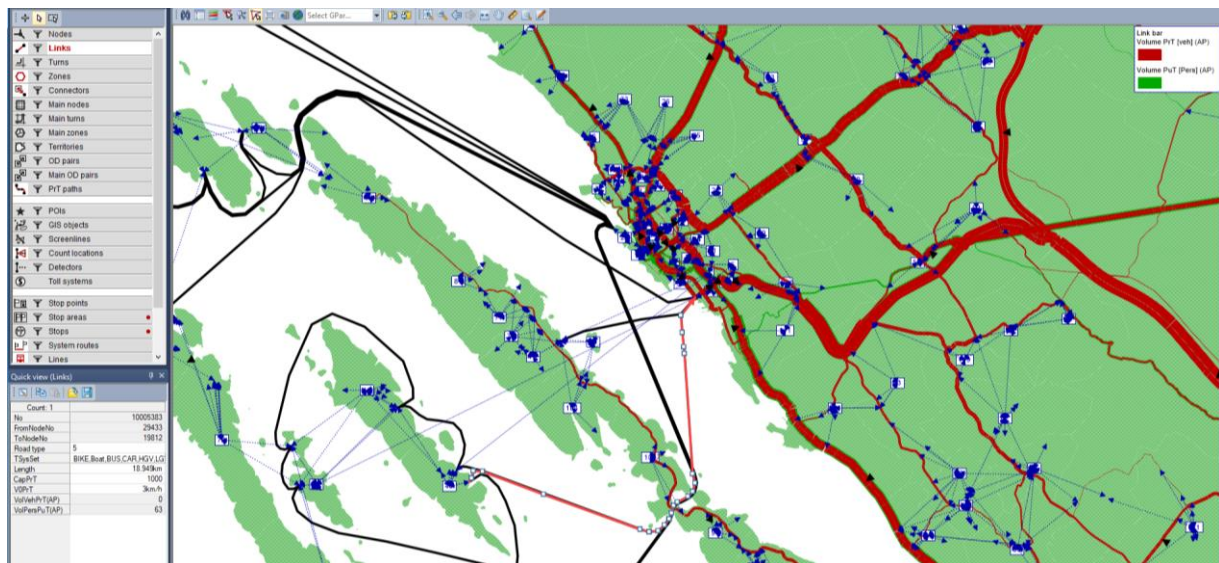 Select GPar...
Nodes
Links
Turns
Zones
Connectors
Main nodes
Main turns
Main zones
Territories
OD pairs
Main OD pairs
PrT paths
POIs
GIS objects
Screenlines
Count locations
Detectors
Toll systems
Stop points
Stop areas
Stops
System routes
Lines
Quick view (Links)
Count: 1
No 10005383
FromNodeNo 29433
ToNodeNo 19812
Road type 5
TSysSet BIKE,Boat,BUS,CAR,HGV,LG
Length 18.949km
CapPrT 1000
V0PrT 3km/h
VolVehPrT(AP) 0
VolPersPuT(AP) 63
Link bar
Volume PrT [veh] (AP)
Volume PuT [Pers] (AP)